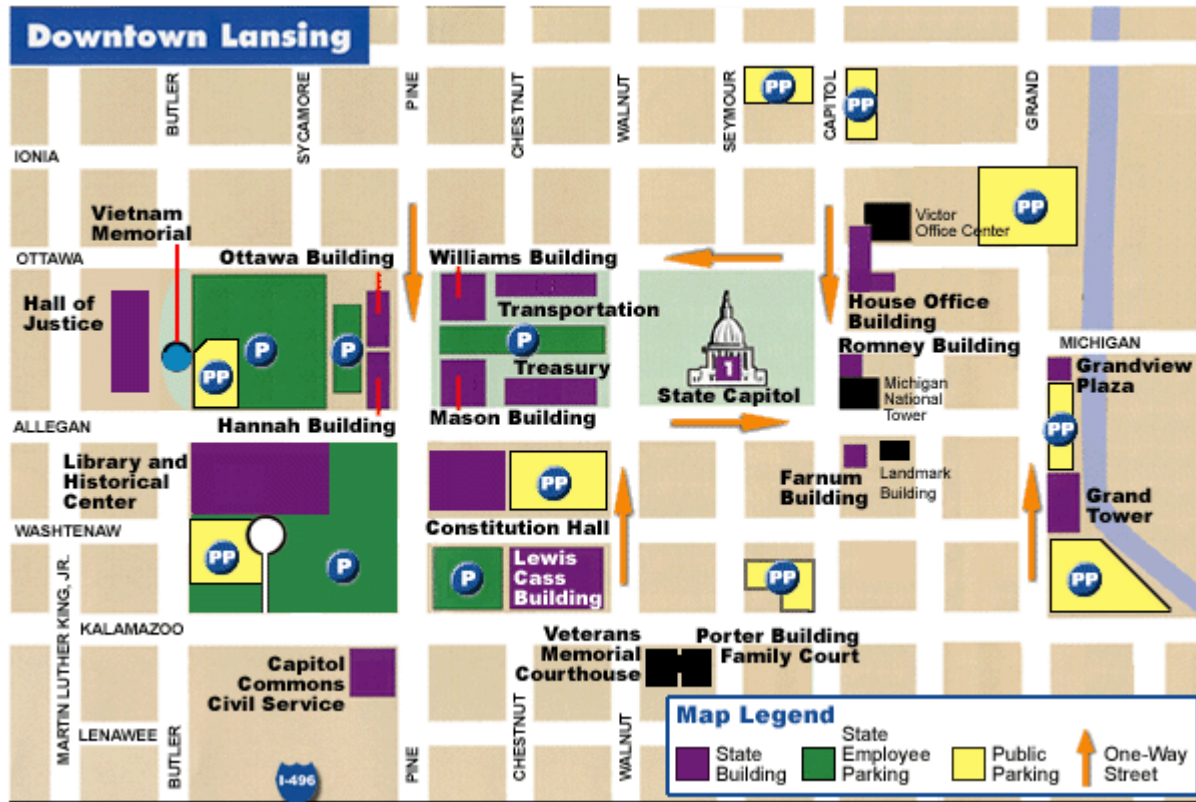 Downtown Lansing
BUTLER
SYCAMORE
PINE
CHESTNUT
WALNUT
SEYMOUR
PP
CAPITOL
PP
GRAND
IONIA
Vietnam
Memorial
PP
Victor
Office Center
OTTAWA
Ottawa Building
Williams Building
Hall of
Justice
Transportation
House Office
Building
P
P
P
PP
Treasury
1
State Capitol
Romney Building
Michigan
National
Tower
MICHIGAN
Grandview
Plaza
ALLEGAN
Hannah Building
Mason Building
PP
Library and
Historical
Center
PP
Farnum
Building
Landmark
Building
Grand
Tower
WASHTENAW
Constitution Hall
PP
P
P
Lewis
Cass
Building
PP
PP
MARTIN LUTHER KING, JR.
KALAMAZOO
Capitol
Commons
Civil Service
Veterans
Memorial
Courthouse
Porter Building
Family Court
LENAWEE
BUTLER
I-496
PINE
CHESTNUT
WALNUT
Map Legend
State
Building
State
Employee
Parking
Public
Parking
One-Way
Street